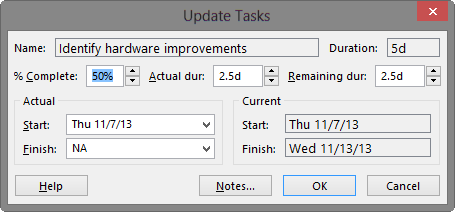 Update Tasks
Name: Identify hardware improvements Duration: 5d
% Complete: 50% Actual dur: 2.5d Remaining dur: 2.5d
Actual Current
Start: Thu 11/7/13 Start: Thu 11/7/13
Finish: NA Finish: Wed 11/13/13
Help Notes... OK Cancel